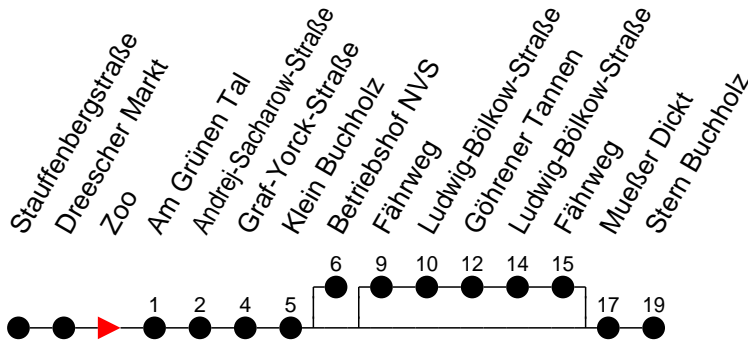 Stauffenbergstraße
Dreescher Markt
Zoo
Am Grünen Tal
Andrej-Sacharow-Straße
Graf-Yorck-Straße
Klein Buchholz
Betriebshof NVS
Fährweg
Ludwig-Bölkow-Straße
Göhrener Tannen
Ludwig-Bölkow-Straße
Fährweg
Mueßer Dickt
Stern Buchholz
6 9 10 12 14 15
1 2 4 5 17 19